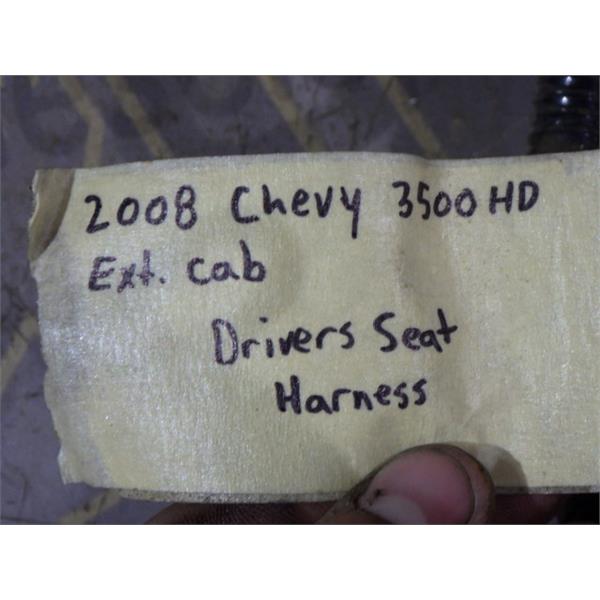 2008 Chevy 3500 HD
Ext. cab
Drivers Seat
Harness